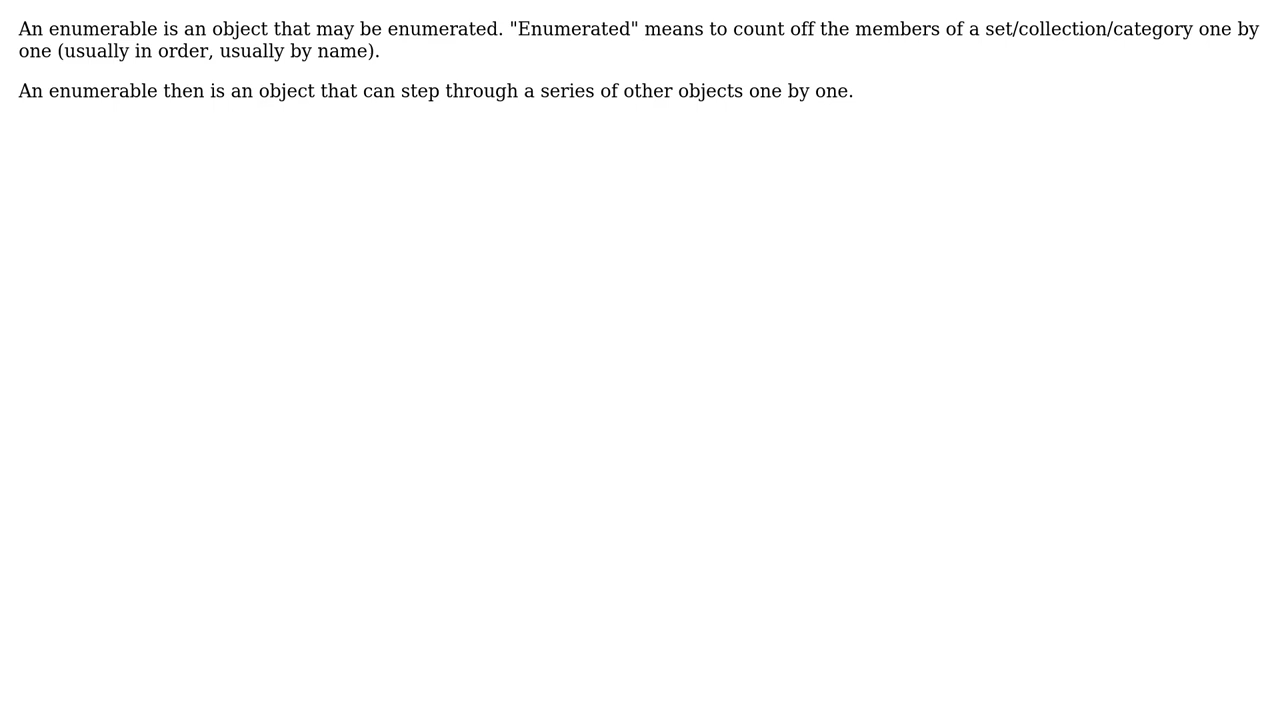 An enumerable is an object that may be enumerated. "Enumerated" means to count off the members of a set/collection/category one by
one (usually in order, usually by name).
An enumerable then is an object that can step through a series of other objects one by one.